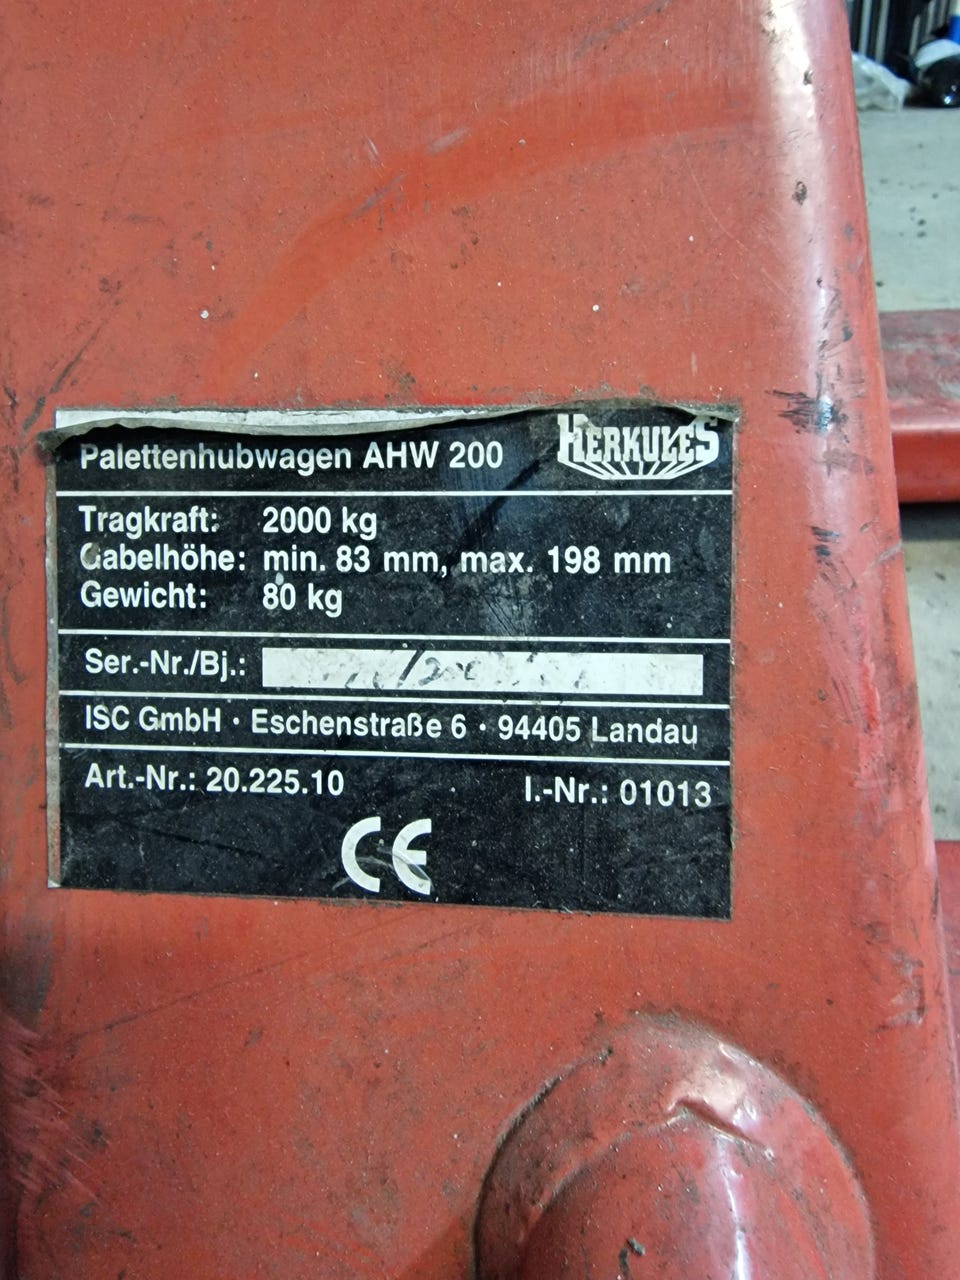 Palettenhubwagen AHW 200 HERKULES
Tragkraft: 2000 kg
Gabelhöhe: min. 83 mm, max. 198 mm
Gewicht: 80 kg
Ser.-Nr./Bj.:
ISC GmbH · Eschenstraße 6 · 94405 Landau
Art.-Nr.: 20.225.10 I.-Nr.: 01013
CE